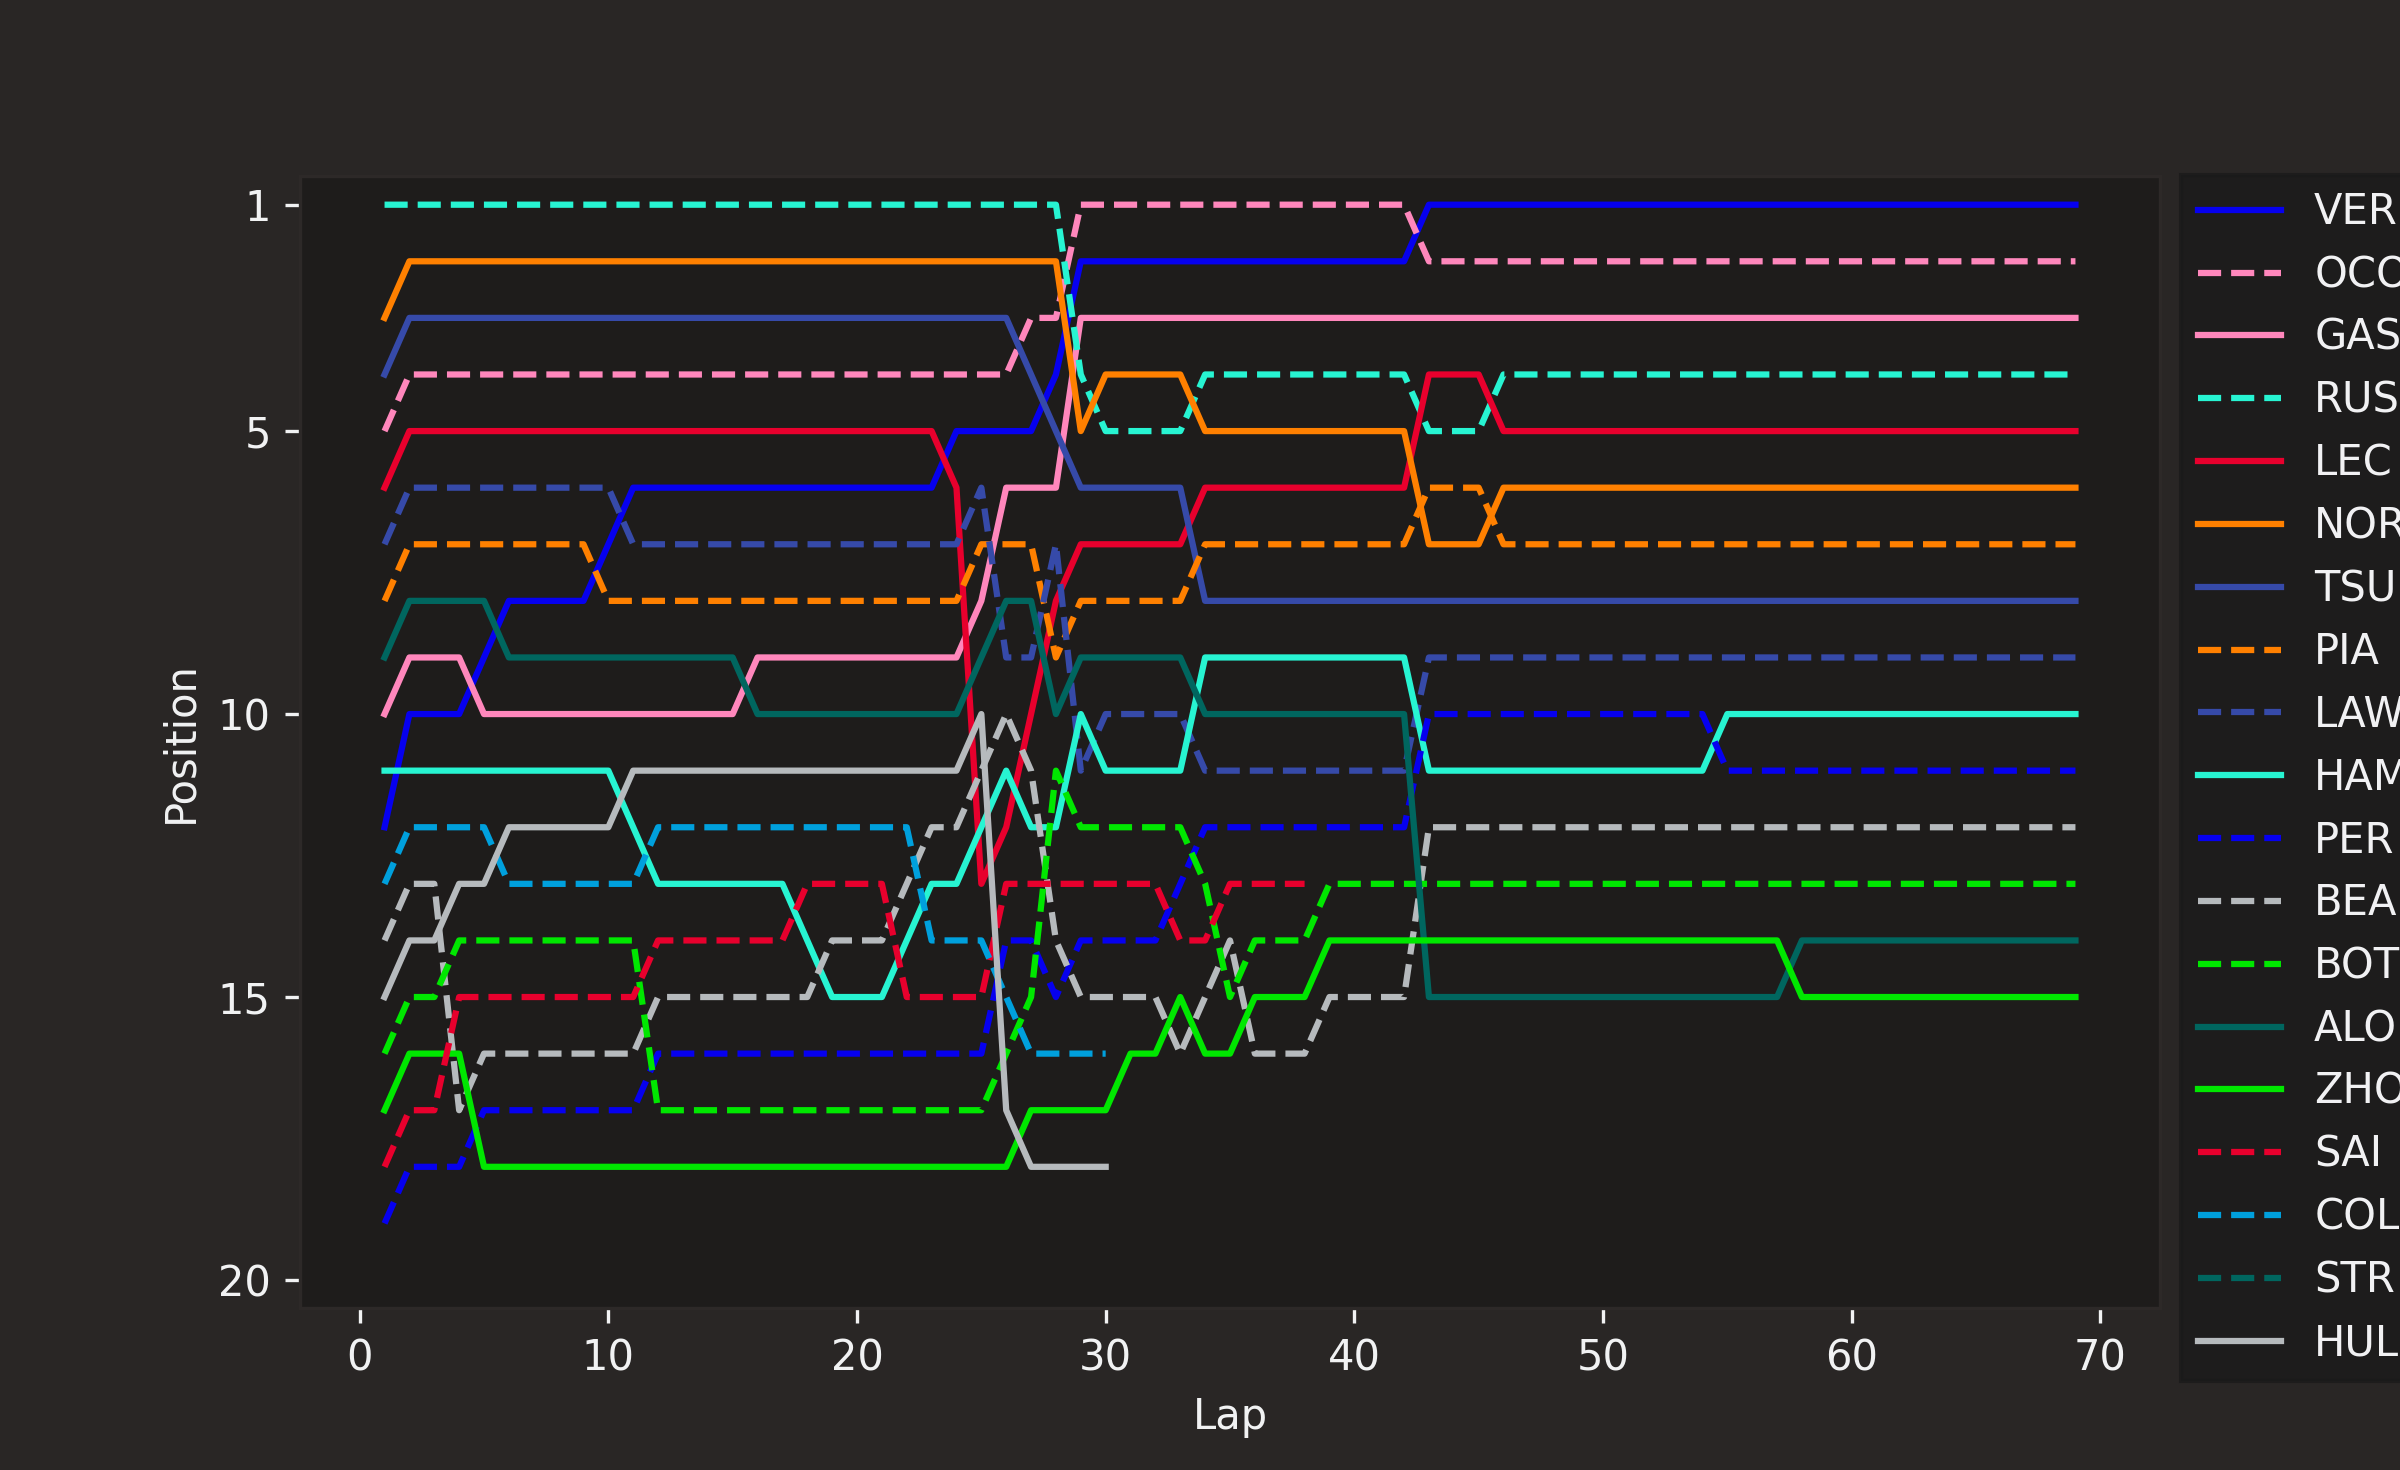 1
5
10
15
20
Position
0 10 20 30 40 50 60 70
Lap
VER
OCO
GAS
RUS
LEC
NOR
TSU
PIA
LAW
HAM
PER
BEA
BOT
ALO
ZHO
SAI
COL
STR
HUL